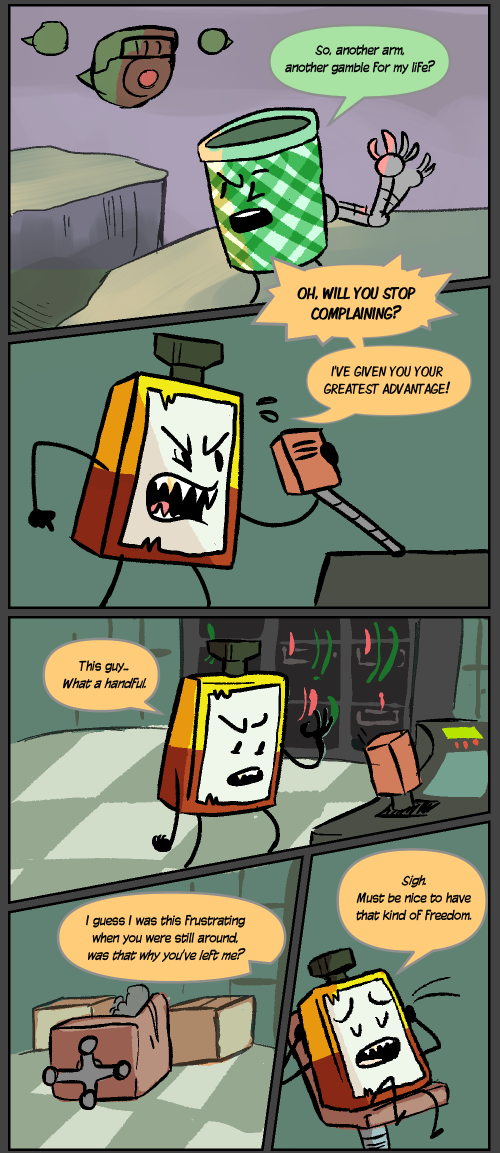 So, another arm,
another gamble for my life?
OH, WILL YOU STOP
COMPLAINING?
I'VE GIVEN YOU YOUR
GREATEST ADVANTAGE!
This guy...
What a handful.
I guess I was this frustrating
when you were still around,
was that why you've left me?
Sigh.
Must be nice to have
that kind of freedom.